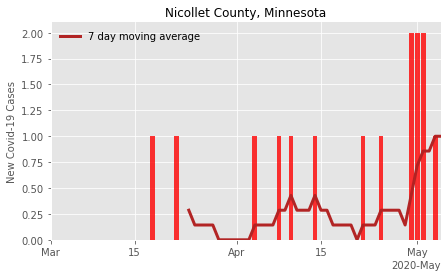 Nicollet County, Minnesota
7 day moving average
New Covid-19 Cases
2.00
1.75
1.50
1.25
1.00
0.75
0.50
0.25
0.00
Mar 15 Apr 15 May
2020-May